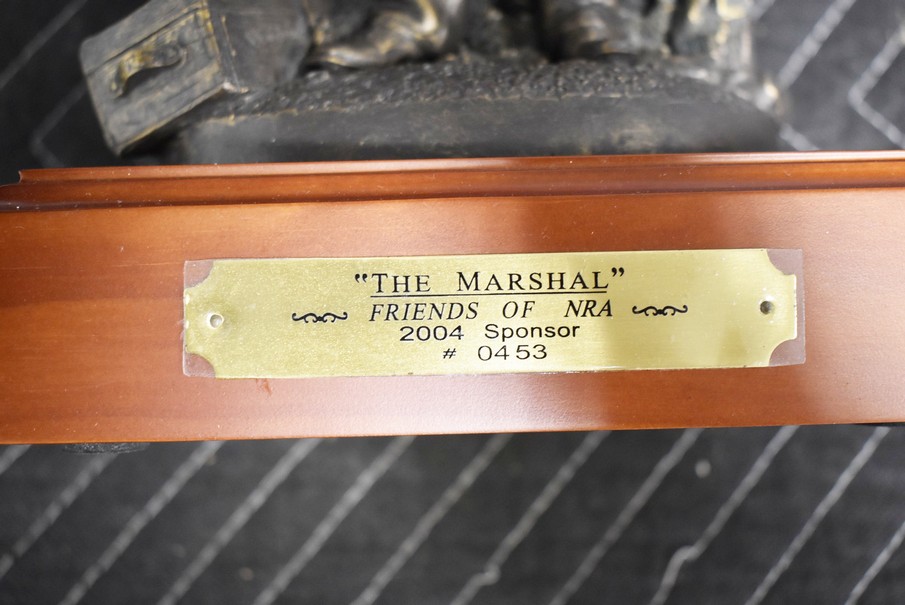 "THE MARSHAL"
FRIENDS OF NRA
2004 Sponsor
# 0453